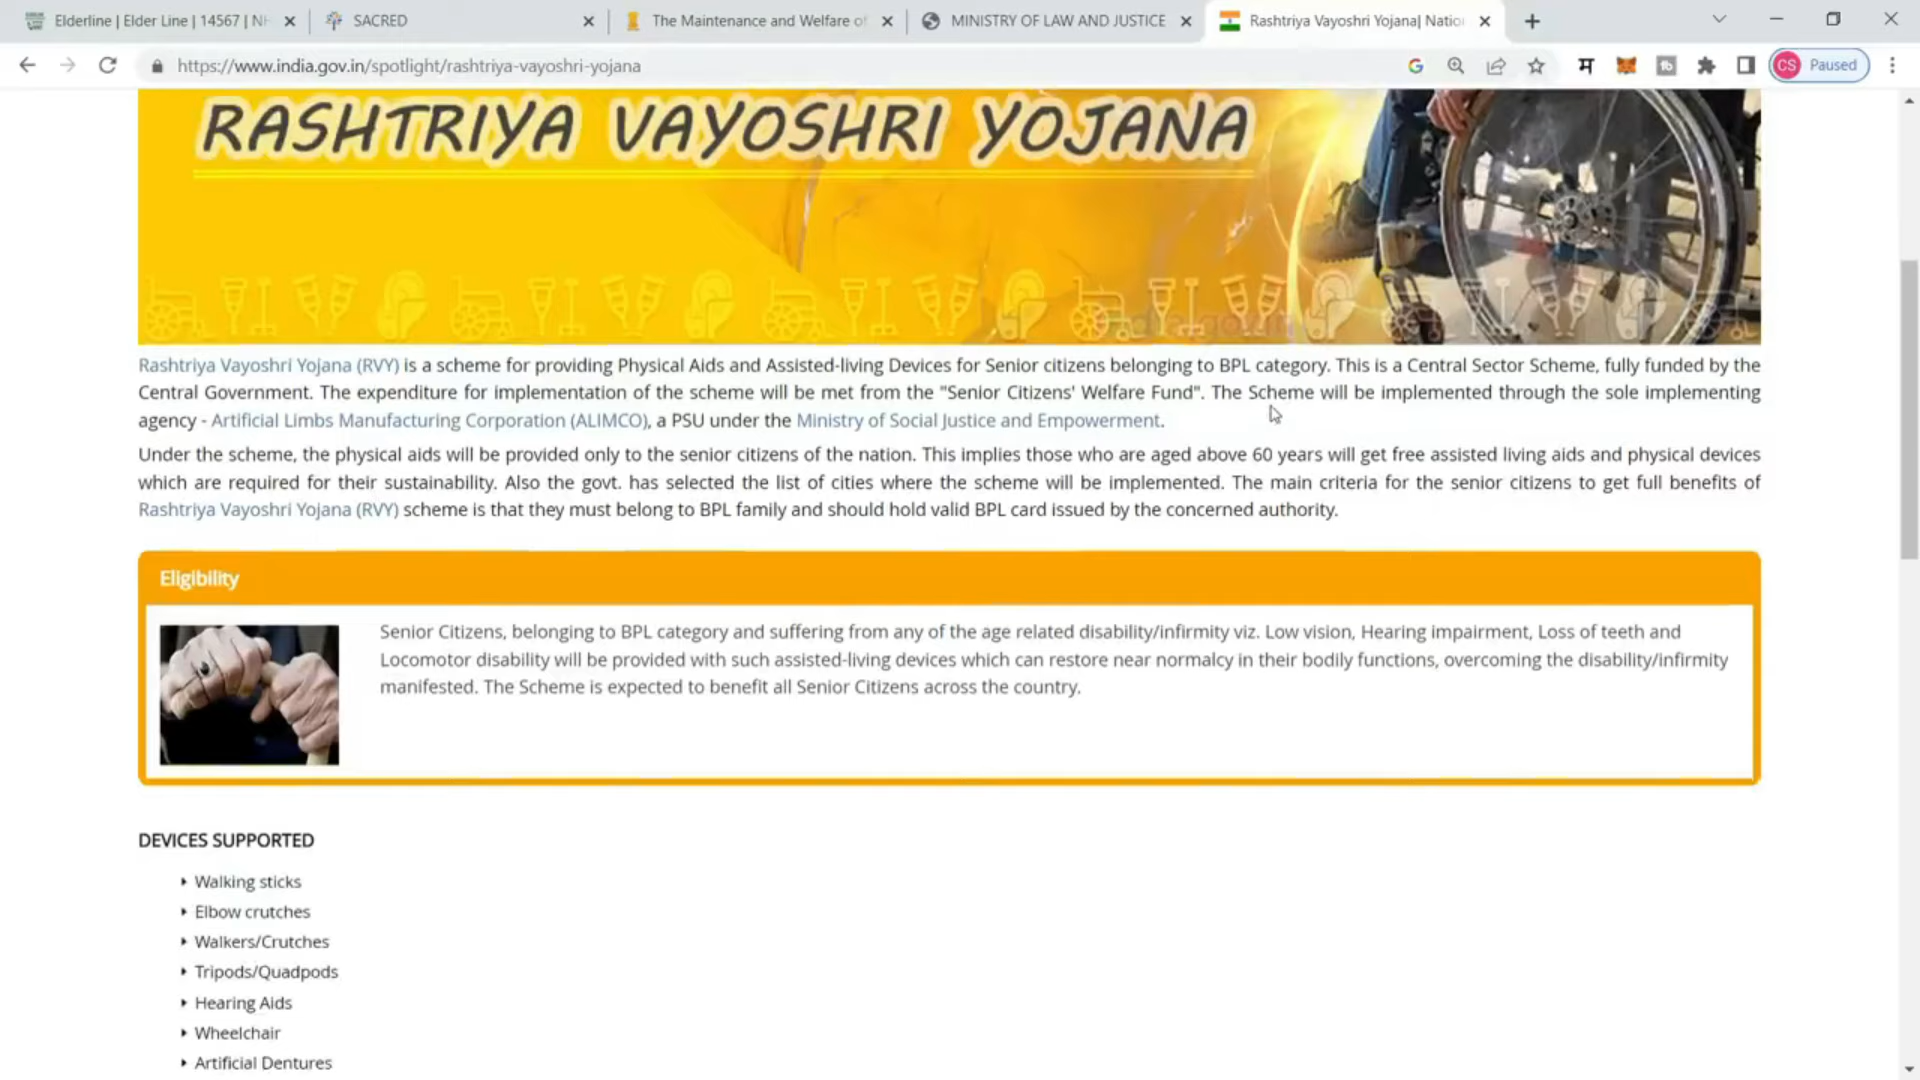 Elderline | Elder Line | 14567 | NH
SACRED
The Maintenance and Welfare of
MINISTRY OF LAW AND JUSTICE
Rashtriya Vayoshri Yojana| Natio
https://www.india.gov.in/spotlight/rashtriya-vayoshri-yojana
CS Paused
RASHTRIYA VAYOSHRI YOJANA
Rashtriya Vayoshri Yojana (RVY) is a scheme for providing Physical Aids and Assisted-living Devices for Senior citizens belonging to BPL category. This is a Central Sector Scheme, fully funded by the
Central Government. The expenditure for implementation of the scheme will be met from the "Senior Citizens' Welfare Fund". The Scheme will be implemented through the sole implementing
agency - Artificial Limbs Manufacturing Corporation (ALIMCO), a PSU under the Ministry of Social Justice and Empowerment.
Under the scheme, the physical aids will be provided only to the senior citizens of the nation. This implies those who are aged above 60 years will get free assisted living aids and physical devices
which are required for their sustainability. Also the govt. has selected the list of cities where the scheme will be implemented. The main criteria for the senior citizens to get full benefits of
Rashtriya Vayoshri Yojana (RVY) scheme is that they must belong to BPL family and should hold valid BPL card issued by the concerned authority.
Eligibility
Senior Citizens, belonging to BPL category and suffering from any of the age related disability/infirmity viz. Low vision, Hearing impairment, Loss of teeth and
Locomotor disability will be provided with such assisted-living devices which can restore near normalcy in their bodily functions, overcoming the disability/infirmity
manifested. The Scheme is expected to benefit all Senior Citizens across the country.
DEVICES SUPPORTED
Walking sticks
Elbow crutches
Walkers/Crutches
Tripods/Quadpods
Hearing Aids
Wheelchair
Artificial Dentures